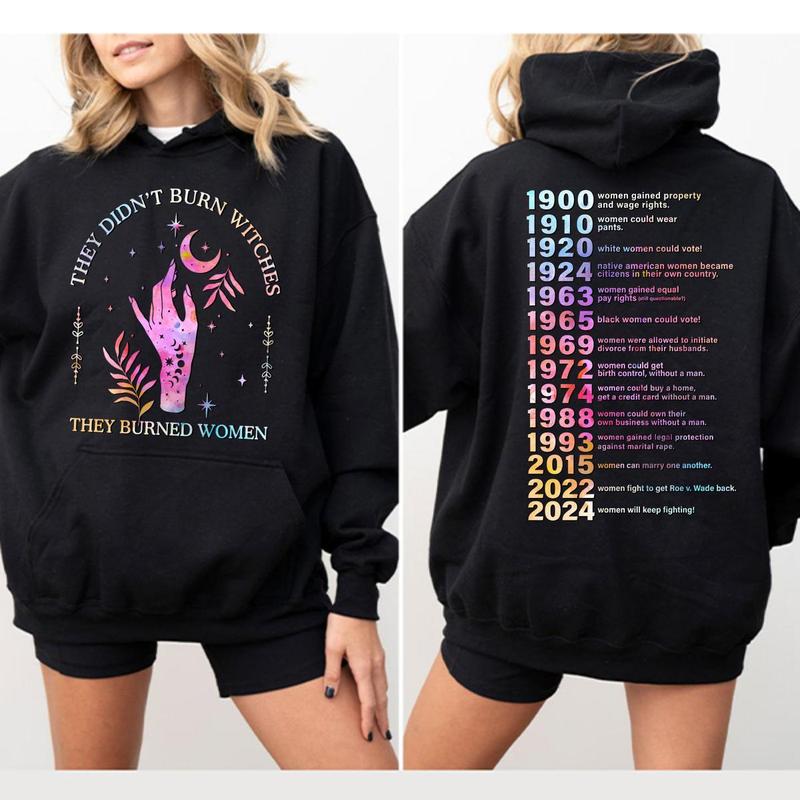 THEY DIDN'T BURN WITCHES
THEY BURNED WOMEN
1900 women gained property
and wage rights.
1910 women could wear
pants.
1920 white women could vote!
1924 native american women became
citizens in their own country.
1963 women gained equal
pay rights (still questionable?)
1965 black women could vote!
1969 women were allowed to initiate
divorce from their husbands.
1972 women could get
birth control, without a man.
1974 women could buy a home,
get a credit card without a man.
1988 women could own their
own business without a man.
1993 women gained legal protection
against marital rape.
2015 women can marry one another.
2022 women fight to get Roe v. Wade back.
2024 women will keep fighting!